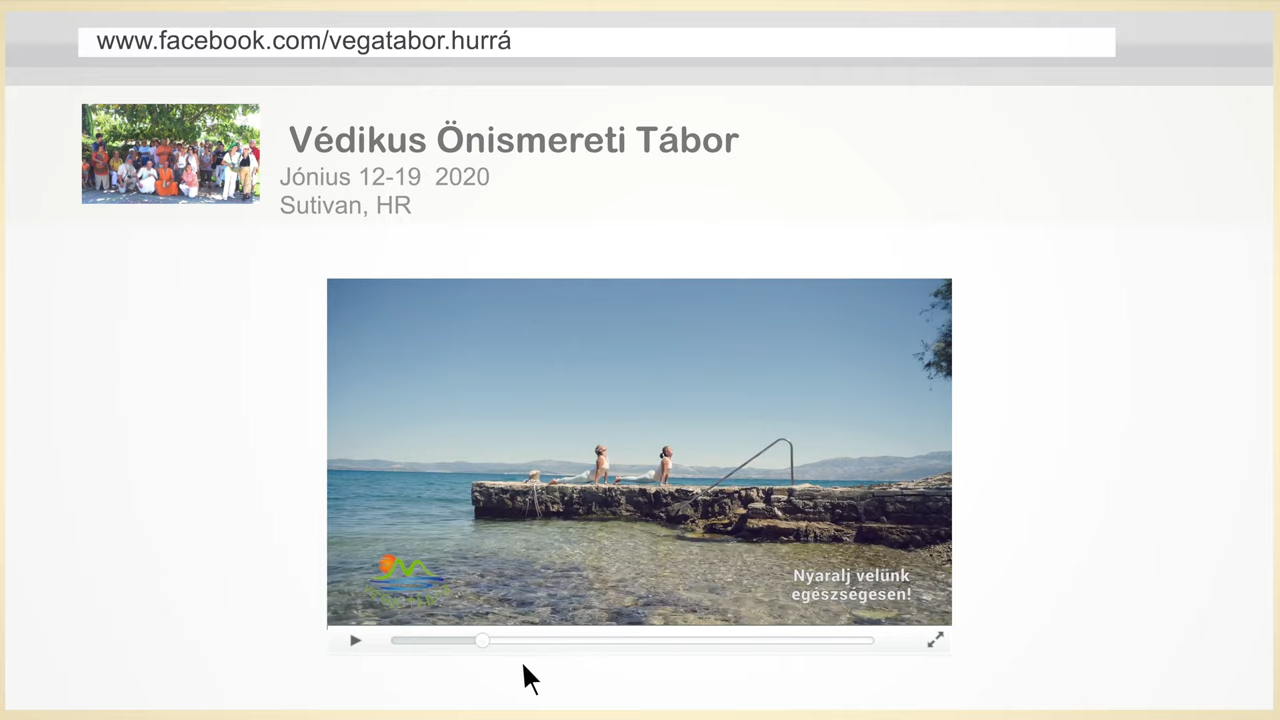 www.facebook.com/vegatabor.hurrá
Védikus Önismereti Tábor
Jónius 12-19 2020
Sutivan, HR
Nyaralj velünk
egészségesen!